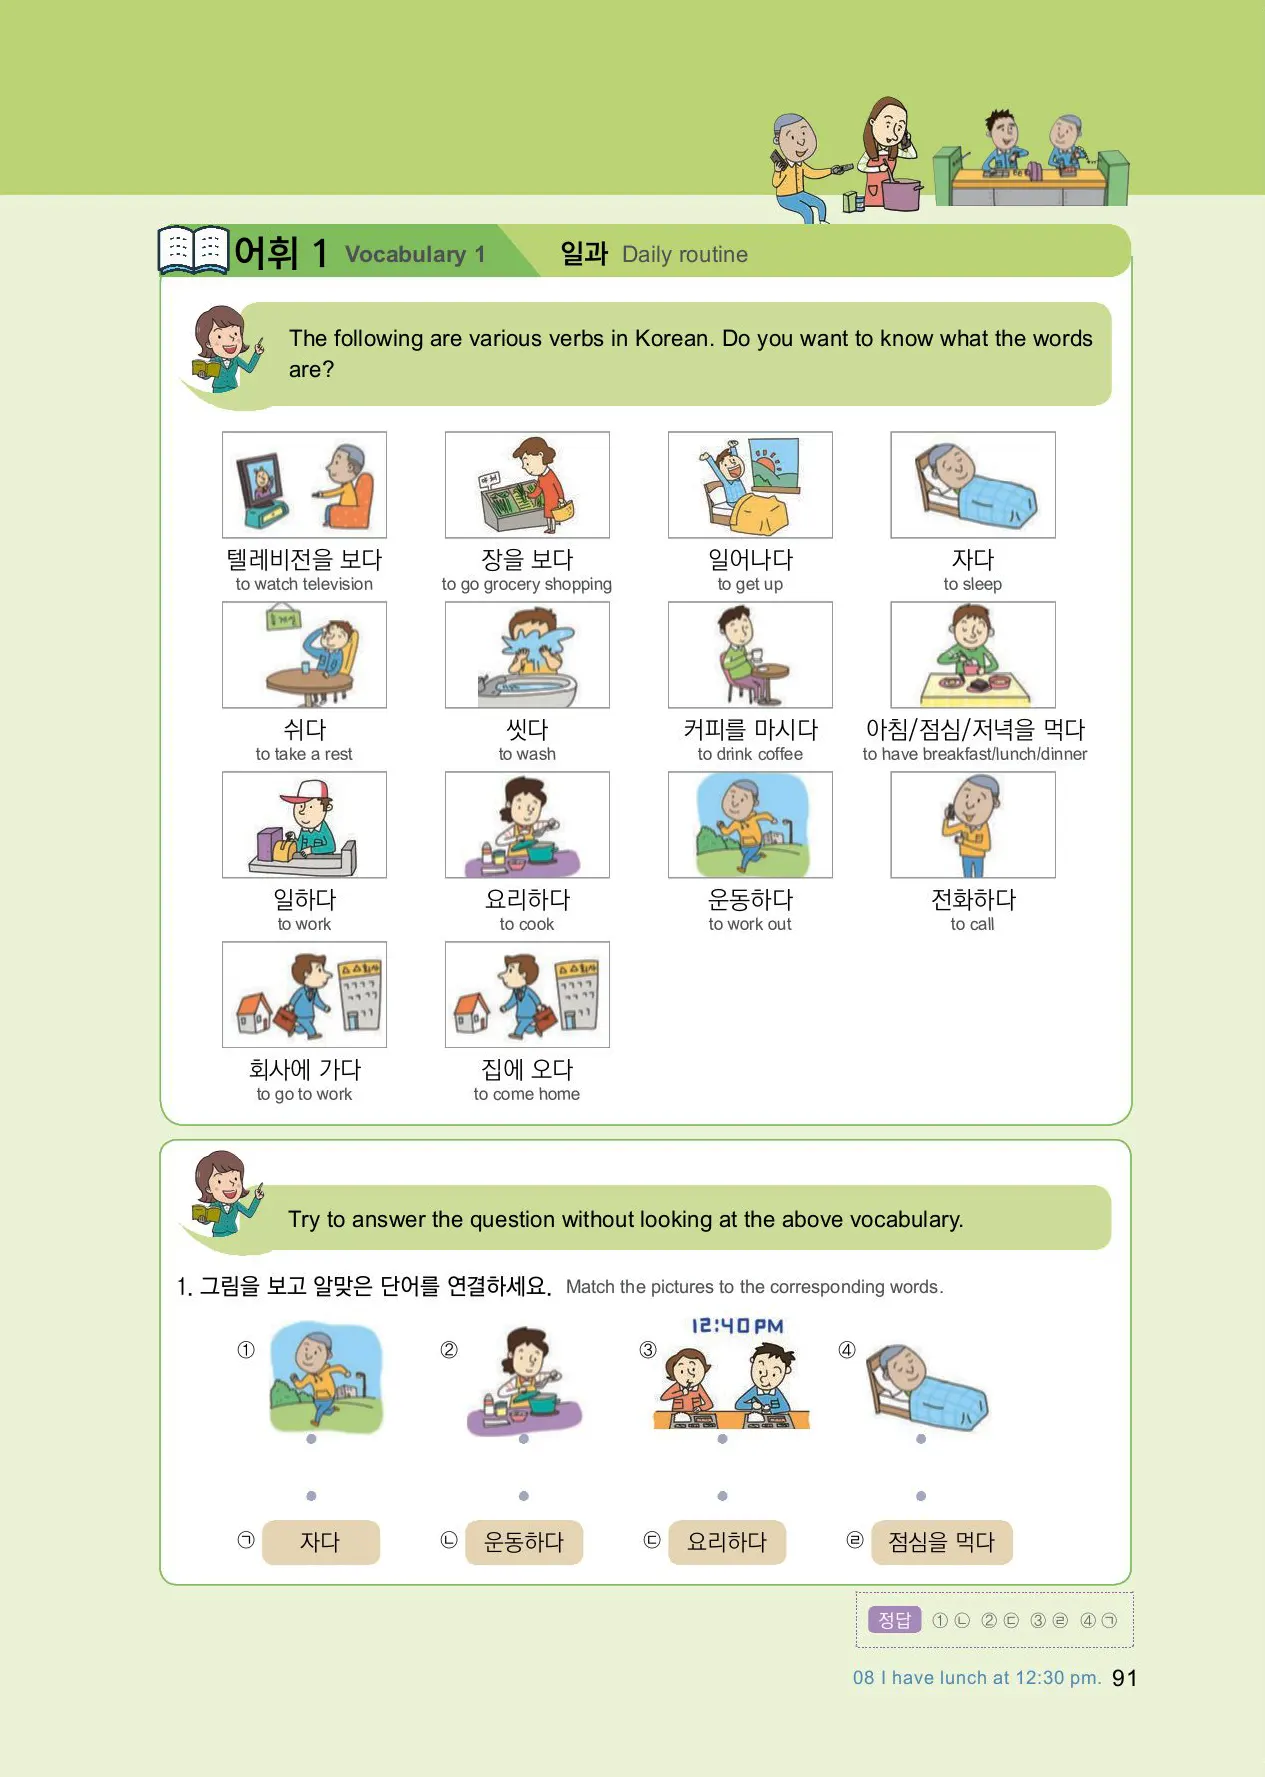 어휘 1 Vocabulary 1 일과 Daily routine
The following are various verbs in Korean. Do you want to know what the words
are?
야채
텔레비전을 보다 장을 보다 일어나다 자다
to watch television to go grocery shopping to get up to sleep
휴게실
쉬다 씻다 커피를 마시다 아침/점심/저녁을 먹다
to take a rest to wash to drink coffee to have breakfast/lunch/dinner
일하다 요리하다 운동하다 전화하다
to work to cook to work out to call
△△회사 △△회사
회사에 가다 집에 오다
to go to work to come home
Try to answer the question without looking at the above vocabulary.
1. 그림을 보고 알맞은 단어를 연결하세요. Match the pictures to the corresponding words.
12:40 PM
① ② ③ ④
㉠ 자다 ㉡ 운동하다 ㉢ 요리하다 ㉣ 점심을 먹다
정답 ① ㉡ ② ㉢ ③ ㉣ ④ ㉠
08 I have lunch at 12:30 pm. 91